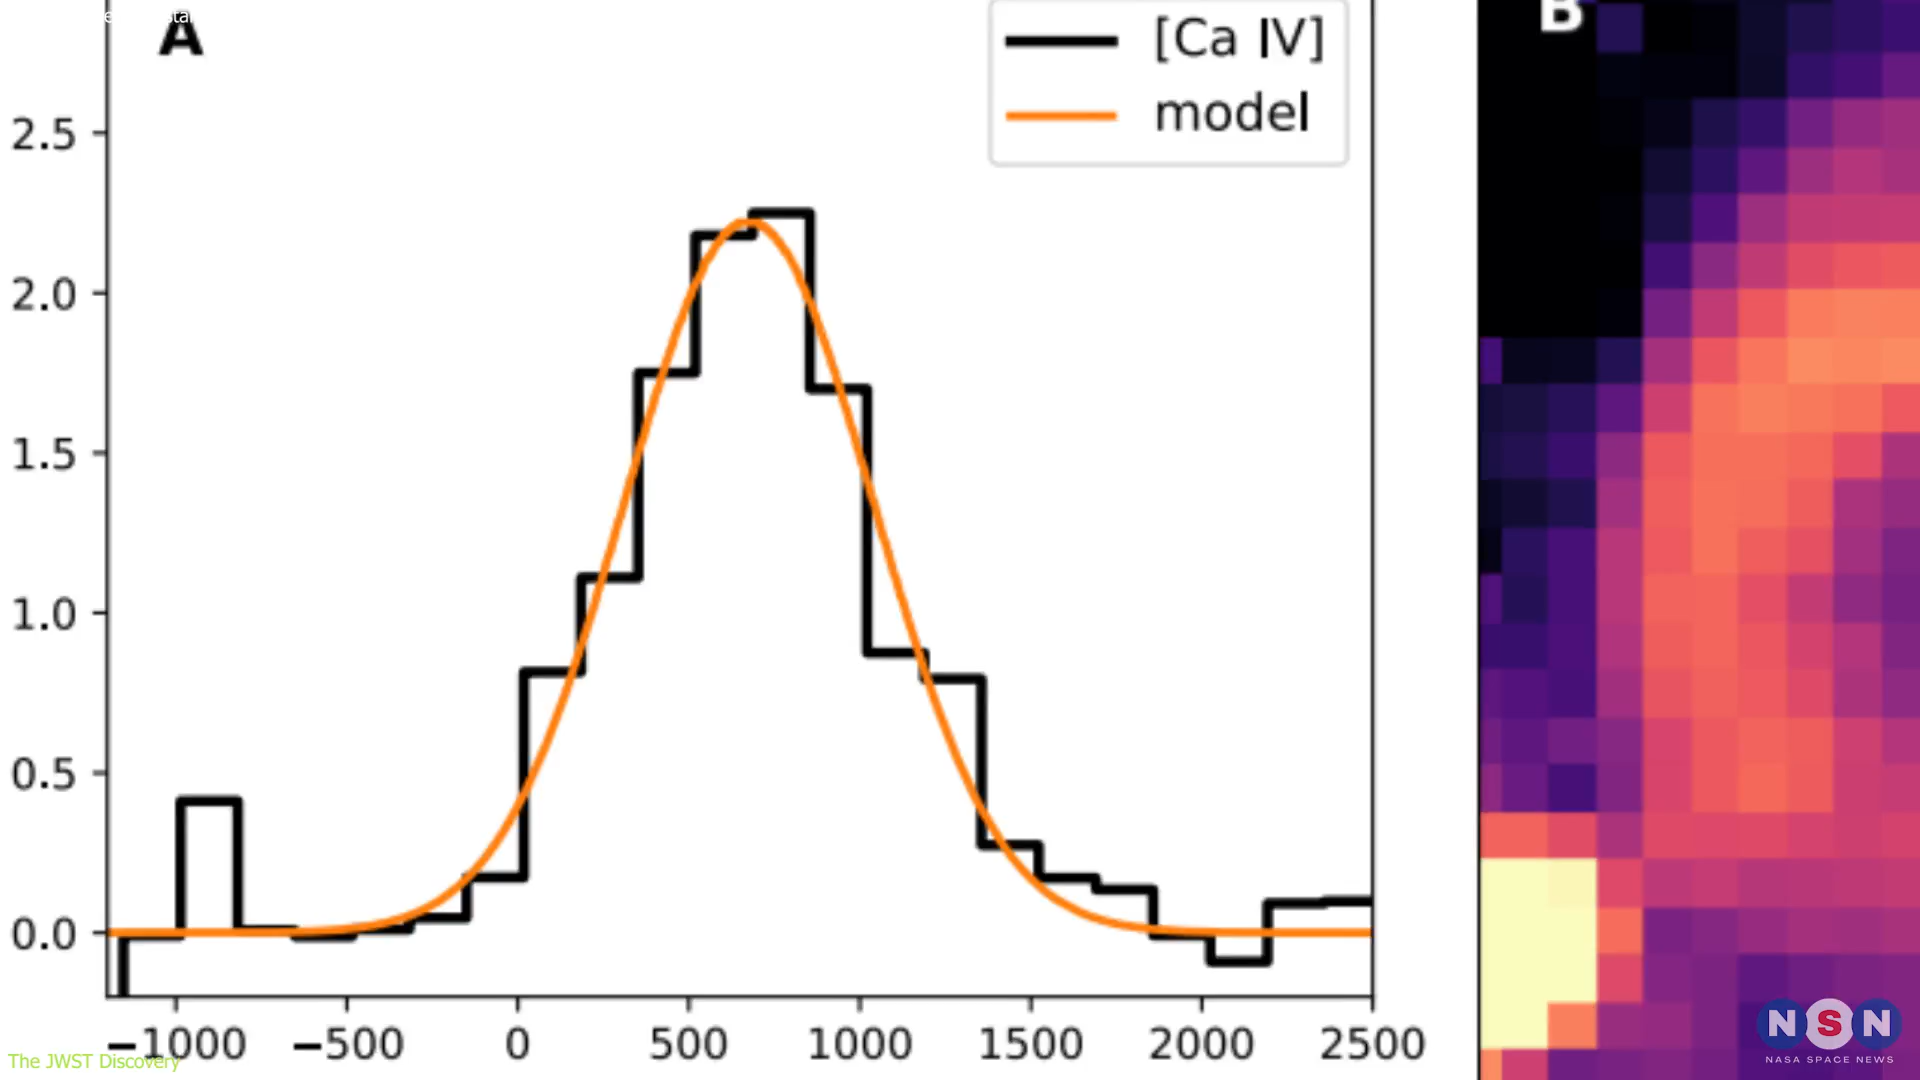 A
[Ca IV]
model
B
2.5
2.0
1.5
1.0
0.5
0.0
−1000 −500 0 500 1000 1500 2000 2500
The JWST Discovery
NSN
NASA SPACE NEWS